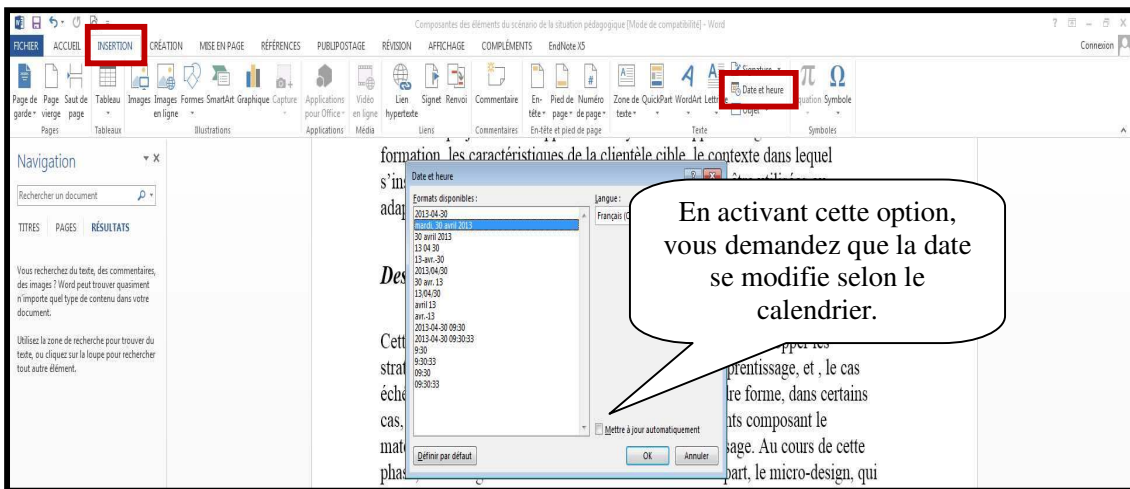 Composantes des éléments du scénario de la situation pédagogique [Mode de compatibilité] - Word
FICHIER ACCUEIL INSERTION CRÉATION MISE EN PAGE RÉFÉRENCES PUBLIPOSTAGE RÉVISION AFFICHAGE COMPLÉMENTS EndNote X5 Connexion
Page de garde Page vierge Saut de page Tableau Images Images en ligne Formes SmartArt Graphique Capture Applications pour Office Vidéo en ligne Lien hypertexte Signet Renvoi Commentaire En-tête Pied de page Numéro de page Zone de texte QuickPart WordArt Signature Date et heure Objet Symbole
Pages Tableaux Illustrations Applications Média Liens Commentaires En-tête et pied de page Texte Symboles
Navigation
Rechercher un document
TITRES PAGES RÉSULTATS
Vous recherchez du texte, des commentaires,
des images ? Word peut trouver quasiment
n'importe quel type de contenu dans votre
document.
Utilisez la zone de recherche pour trouver du
texte, ou cliquez sur la loupe pour rechercher
tout autre élément.
formation, les caractéristiques de la clientèle cible, le contexte dans lequel
Date et heure
Formats disponibles :
2013-04-30
mardi, 30 avril 2013
30 avril 2013
13 04 30
13-avr.-30
2013/04/30
30 avr. 13
13/04/30
avril 13
avr.-13
2013-04-30 09:30
2013-04-30 09:30:33
9:30
9:30:33
09:30
09:30:33
Langue :
Français
Mettre à jour automatiquement
Définir par défaut OK Annuler
En activant cette option,
vous demandez que la date
se modifie selon le
calendrier.
prentissage, et , le cas
re forme, dans certains
cas, nts composant le
sage. Au cours de cette
part, le micro-design, qui